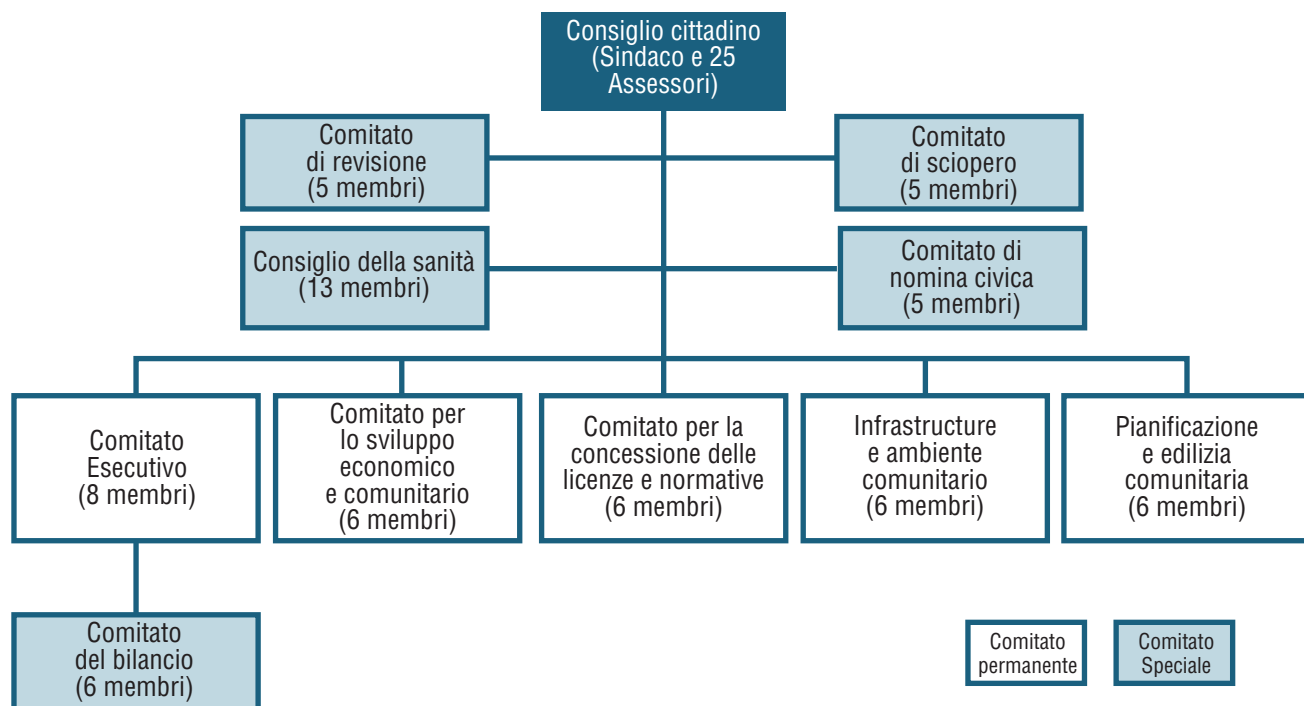 Consiglio cittadino
(Sindaco e 25
Assessori)
Comitato
di revisione
(5 membri)
Comitato
di sciopero
(5 membri)
Consiglio della sanità
(13 membri)
Comitato di
nomina civica
(5 membri)
Comitato
Esecutivo
(8 membri)
Comitato per
lo sviluppo
economico
e comunitario
(6 membri)
Comitato per la
concessione delle
licenze e normative
(6 membri)
Infrastructure
e ambiente
comunitario
(6 membri)
Pianificazione
e edilizia
comunitaria
(6 membri)
Comitato
del bilancio
(6 membri)
Comitato
permanente
Comitato
Speciale